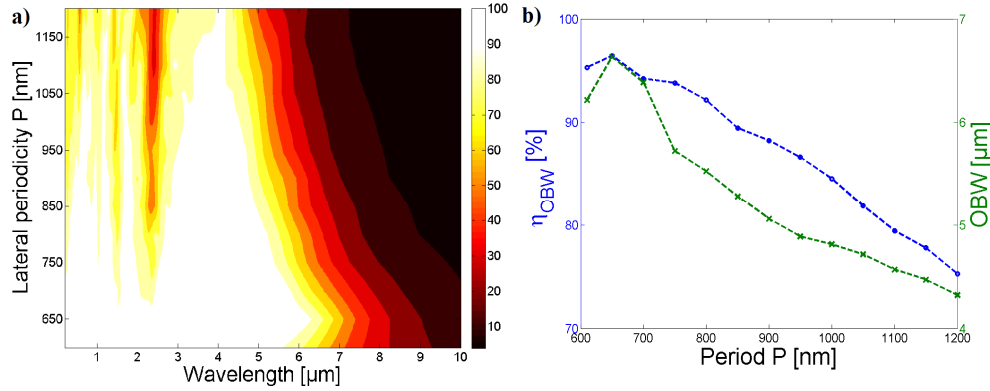 a)
Lateral periodicity P [nm]
1150
1050
950
850
750
650
1 2 3 4 5 6 7 8 9 10
Wavelength [µm]
100
90
80
70
60
50
40
30
20
10
b)
ηCBW [%]
100
90
80
70
600 700 800 900 1000 1100 1200
Period P [nm]
7
6
5
4
OBW [µm]